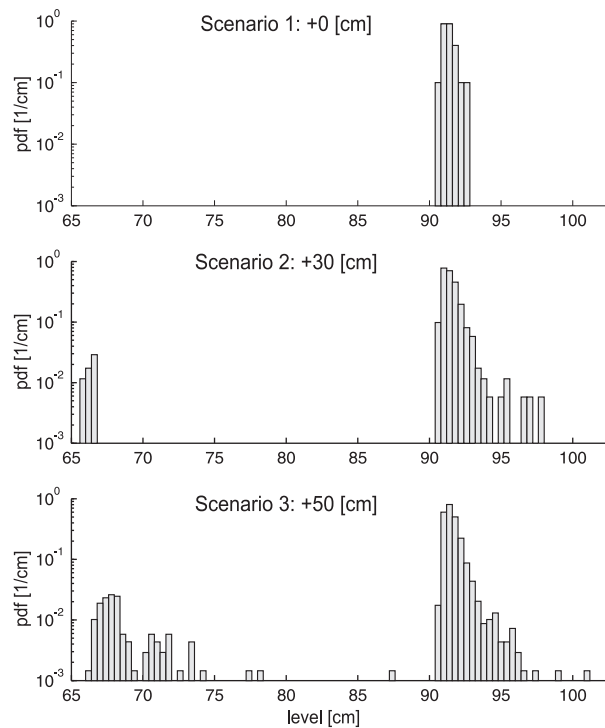 Scenario 1: +0 [cm]
pdf [1/cm]
10^0
10^-1
10^-2
10^-3
65 70 75 80 85 90 95 100
Scenario 2: +30 [cm]
pdf [1/cm]
10^0
10^-1
10^-2
10^-3
65 70 75 80 85 90 95 100
Scenario 3: +50 [cm]
pdf [1/cm]
10^0
10^-1
10^-2
10^-3
65 70 75 80 85 90 95 100
level [cm]